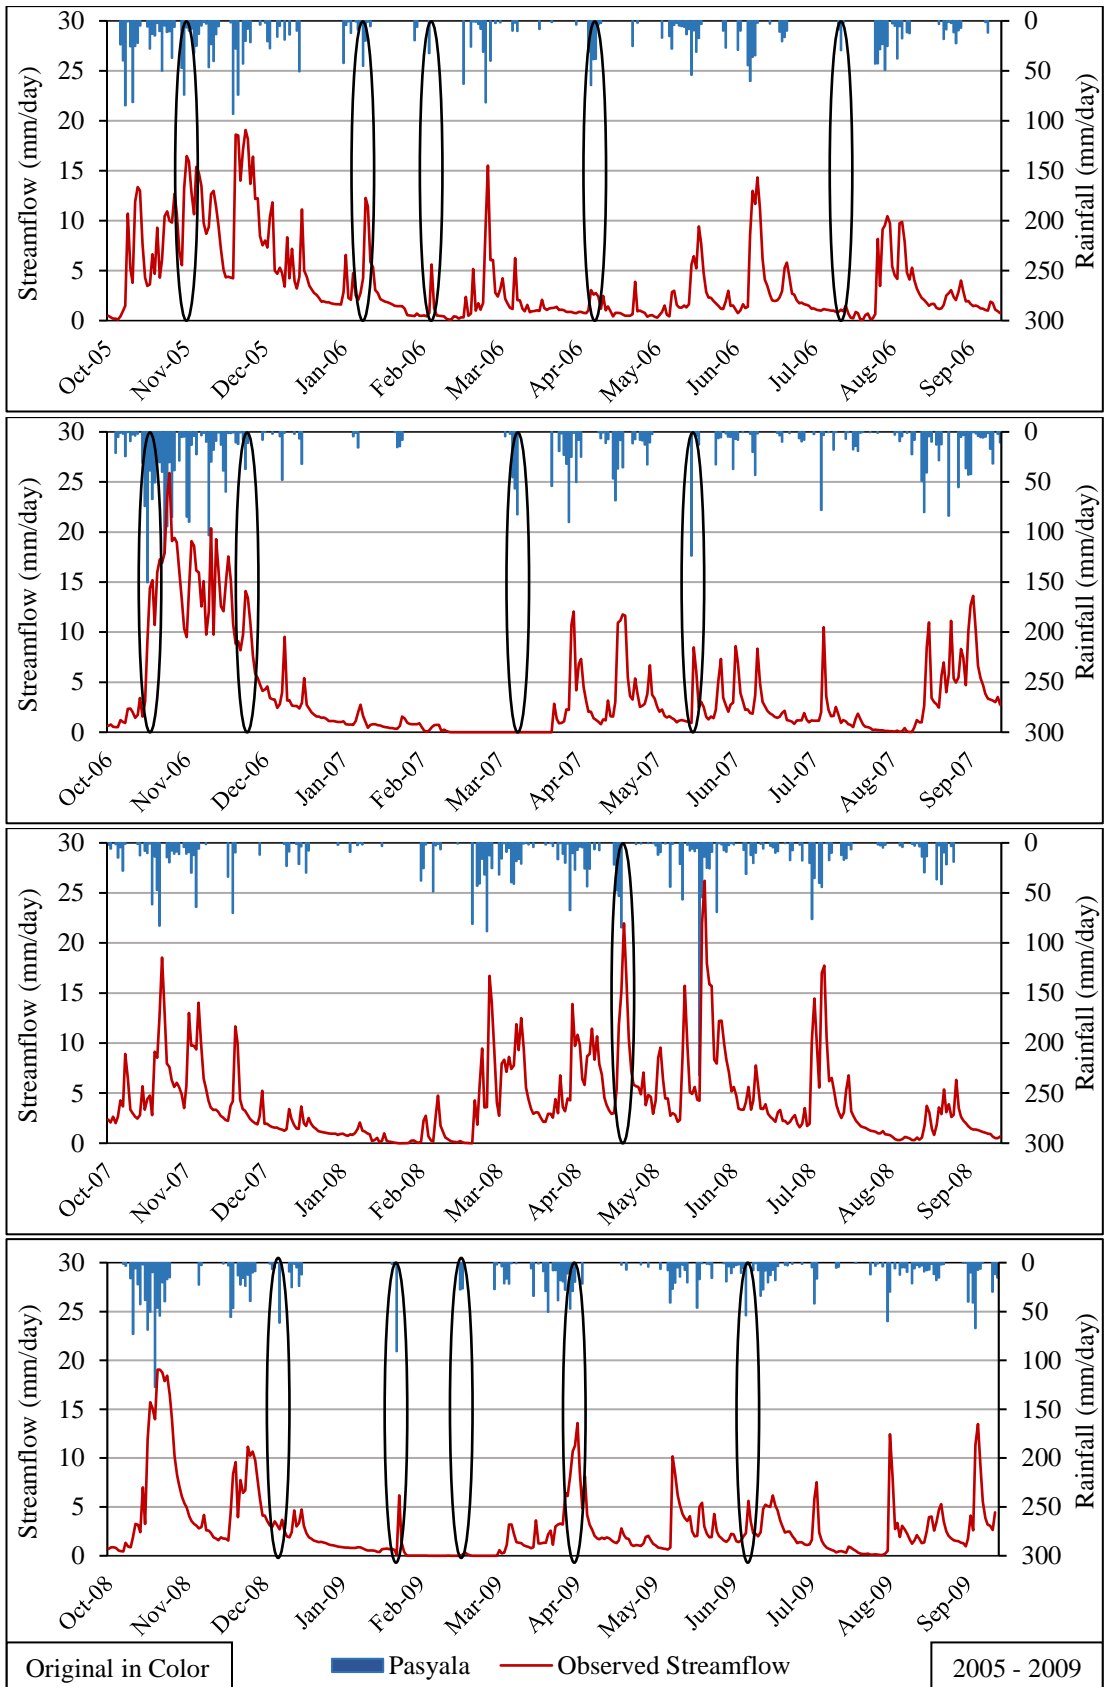 Streamflow (mm/day)
30
25
20
15
10
5
0
0
50
100
150
200
250
300
Rainfall (mm/day)
Oct-05
Nov-05
Dec-05
Jan-06
Feb-06
Mar-06
Apr-06
May-06
Jun-06
Jul-06
Aug-06
Sep-06
Streamflow (mm/day)
30
25
20
15
10
5
0
0
50
100
150
200
250
300
Rainfall (mm/day)
Oct-06
Nov-06
Dec-06
Jan-07
Feb-07
Mar-07
Apr-07
May-07
Jun-07
Jul-07
Aug-07
Sep-07
Streamflow (mm/day)
30
25
20
15
10
5
0
0
50
100
150
200
250
300
Rainfall (mm/day)
Oct-07
Nov-07
Dec-07
Jan-08
Feb-08
Mar-08
Apr-08
May-08
Jun-08
Jul-08
Aug-08
Sep-08
Streamflow (mm/day)
30
25
20
15
10
5
0
0
50
100
150
200
250
300
Rainfall (mm/day)
Oct-08
Nov-08
Dec-08
Jan-09
Feb-09
Mar-09
Apr-09
May-09
Jun-09
Jul-09
Aug-09
Sep-09
Original in Color
Pasyala
Observed Streamflow
2005 - 2009